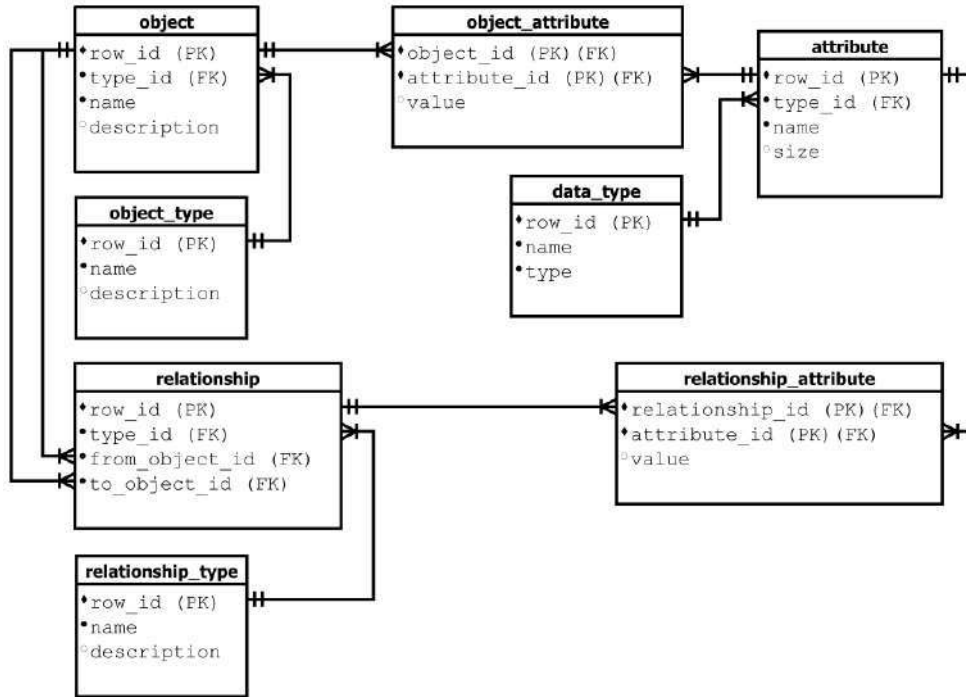 object
row_id (PK)
type_id (FK)
name
description
object_attribute
object_id (PK)(FK)
attribute_id (PK)(FK)
value
attribute
row_id (PK)
type_id (FK)
name
size
object_type
row_id (PK)
name
description
data_type
row_id (PK)
name
type
relationship
row_id (PK)
type_id (FK)
from_object_id (FK)
to_object_id (FK)
relationship_attribute
relationship_id (PK)(FK)
attribute_id (PK)(FK)
value
relationship_type
row_id (PK)
name
description